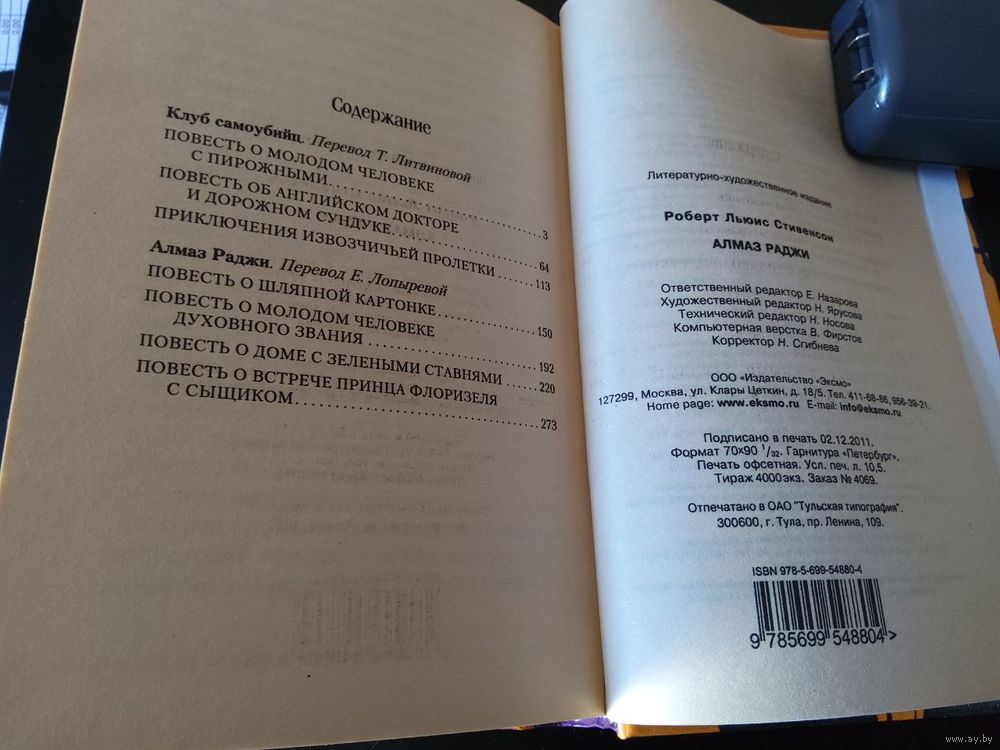 Содержание
Клуб самоубийц. Перевод Т. Литвиновой
ПОВЕСТЬ О МОЛОДОМ ЧЕЛОВЕКЕ
С ПИРОЖНЫМИ.............................3
ПОВЕСТЬ ОБ АНГЛИЙСКОМ ДОКТОРЕ
И ДОРОЖНОМ СУНДУКЕ....................64
ПРИКЛЮЧЕНИЯ ИЗВОЗЧИЧЬЕЙ ПРОЛЕТКИ......113
Алмаз Раджи. Перевод Е. Лопыревой
ПОВЕСТЬ О ШЛЯПНОЙ КАРТОНКЕ............150
ПОВЕСТЬ О МОЛОДОМ ЧЕЛОВЕКЕ
ДУХОВНОГО ЗВАНИЯ......................192
ПОВЕСТЬ О ДОМЕ С ЗЕЛЕНЫМИ СТАВНЯМИ......220
ПОВЕСТЬ О ВСТРЕЧЕ ПРИНЦА ФЛОРИЗЕЛЯ
С СЫЩИКОМ.............................273
Литературно-художественное издание
Роберт Льюис Стивенсон
АЛМАЗ РАДЖИ
Ответственный редактор Е. Назарова
Художественный редактор Н. Ярусова
Технический редактор Н. Носова
Компьютерная верстка В. Фирстов
Корректор Н. Сгибнева
ООО «Издательство «Эксмо»
127299, Москва, ул. Клары Цеткин, д. 18/5. Тел. 411-68-86, 956-39-21.
Home page: www.eksmo.ru E-mail: info@eksmo.ru
Подписано в печать 02.12.2011.
Формат 70x90 1/32. Гарнитура «Петербург».
Печать офсетная. Усл. печ. л. 10,5.
Тираж 4000экз. Заказ № 4069.
Отпечатано в ОАО "Тульская типография".
300600, г. Тула, пр. Ленина, 109.
ISBN 978-5-699-54880-4
9 785699 548804 >
www.ay.by